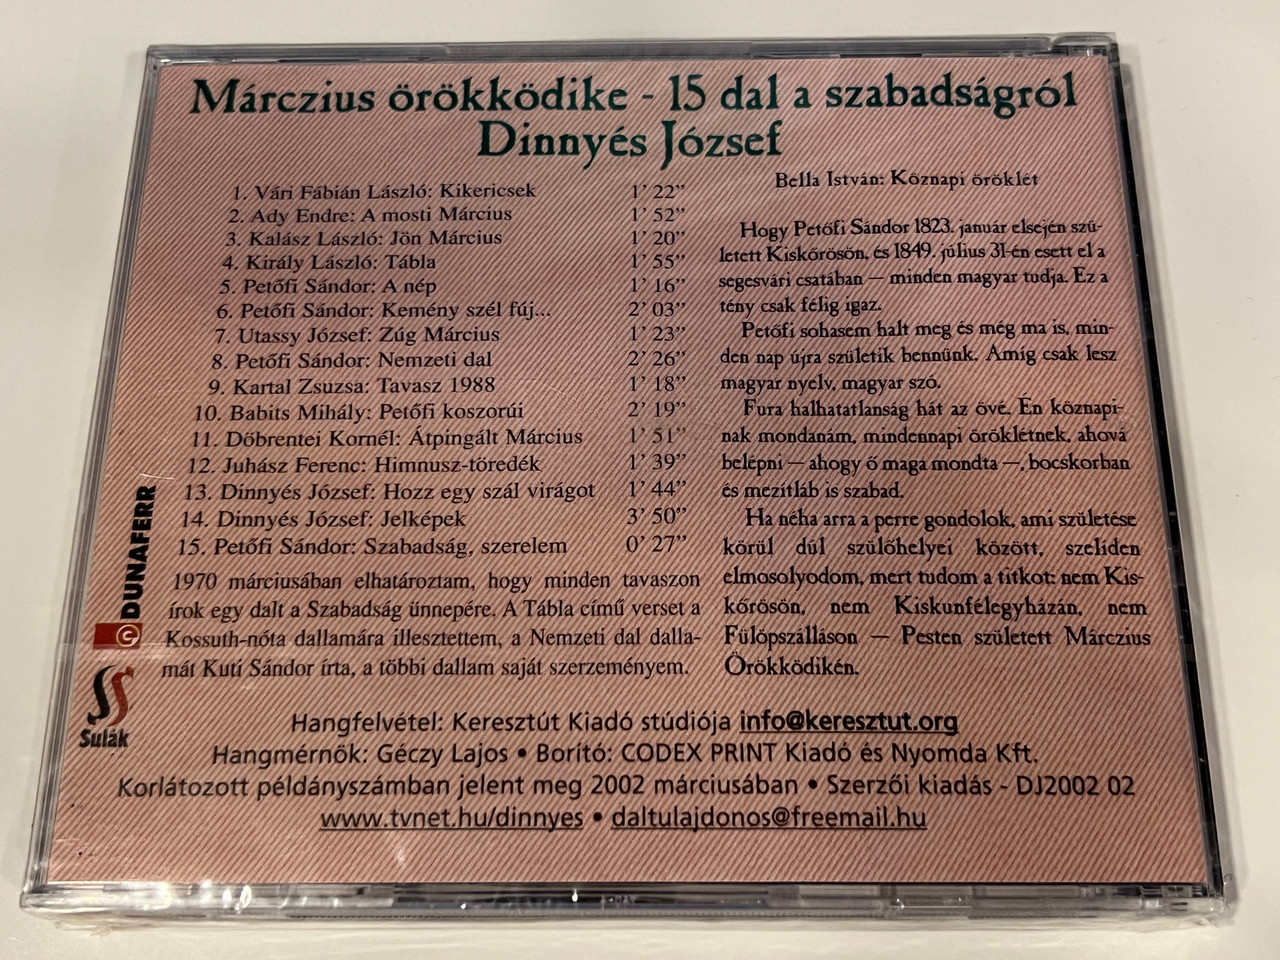 Márczius örökködike - 15 dal a szabadságról
Dinnyés József
1. Vári Fábián László: Kikericsek 1' 22"
2. Ady Endre: A mosti Március 1' 52"
3. Kalász László: Jön Március 1' 20"
4. Király László: Tábla 1' 55"
5. Petőfi Sándor: A nép 1' 16"
6. Petőfi Sándor: Kemény szél fúj... 2' 03"
7. Utassy József: Zúg Március 1' 23"
8. Petőfi Sándor: Nemzeti dal 2' 26"
9. Kartal Zsuzsa: Tavasz 1988 1' 18"
10. Babits Mihály: Petőfi koszorúi 2' 19"
11. Döbrentei Kornél: Átpingált Március 1' 51"
12. Juhász Ferenc: Himnusz-töredék 1' 39"
13. Dinnyés József: Hozz egy szál virágot 1' 44"
14. Dinnyés József: Jelképek 3' 50"
15. Petőfi Sándor: Szabadság, szerelem 0' 27"
1970 márciusában elhatároztam, hogy minden tavaszon
írok egy dalt a Szabadság ünnepére. A Tábla című verset a
Kossuth-nóta dallamára illesztettem, a Nemzeti dal dalla-
mát Kuti Sándor írta, a többi dallam saját szerzeményem.
Bella István: Köznapi öröklét
Hogy Petőfi Sándor 1823. január elsején szü-
letett Kiskőrösön, és 1849. július 31-én esett el a
segesvári csatában — minden magyar tudja. Ez a
tény csak félig igaz.
Petőfi sohasem halt meg és még ma is, min-
den nap újra születik bennünk. Amíg csak lesz
magyar nyelv, magyar szó.
Fura halhatatlanság hát az övé. Én köznapi-
nak mondanám, mindennapi öröklétnek, ahová
belépni — ahogy ő maga mondta —, bocskorban
és mezítláb is szabad.
Ha néha arra a perre gondolok, ami születése
körül dúl szülőhelyei között, szelíden
elmosolyodom, mert tudom a titkot: nem Kis-
kőrösön, nem Kiskunfélegyházán, nem
Fülöpszálláson — Pesten született Márczius
Örökködikén.
DUNAFERR
Sulák
Hangfelvétel: Keresztút Kiadó stúdiója info@keresztut.org
Hangmérnök: Géczy Lajos • Borító: CODEX PRINT Kiadó és Nyomda Kft.
Korlátozott példányszámban jelent meg 2002 márciusában • Szerzői kiadás - DJ2002 02
www.tvnet.hu/dinnyes • daltulajdonos@freemail.hu